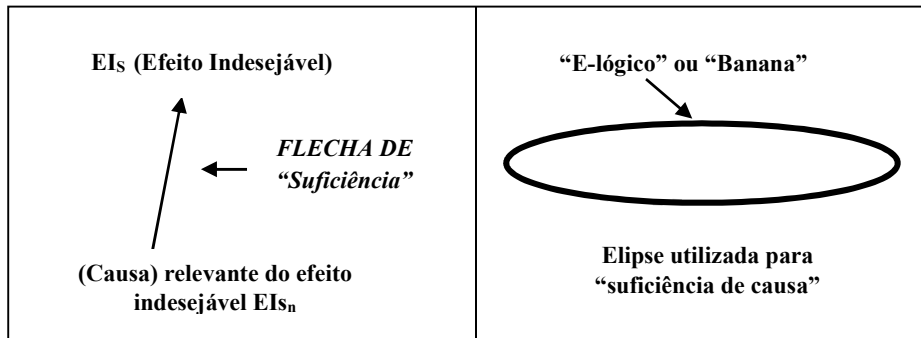 EIS (Efeito Indesejável)
FLECHA DE
“Suficiência”
(Causa) relevante do efeito
indesejável EIsn
“E-lógico” ou “Banana”
Elipse utilizada para
“suficiência de causa”